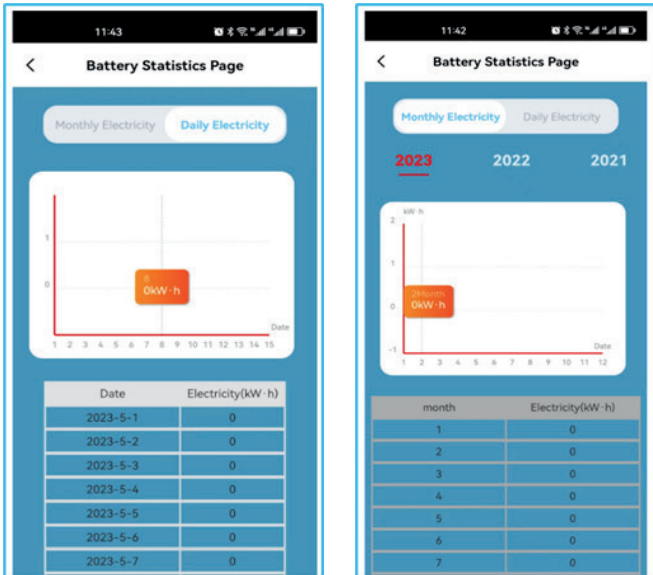 11:43
Battery Statistics Page
Monthly Electricity Daily Electricity
1
0
8
0kW·h
Date
1 2 3 4 5 6 7 8 9 10 11 12 13 14 15
Date Electricity(kW·h)
2023-5-1 0
2023-5-2 0
2023-5-3 0
2023-5-4 0
2023-5-5 0
2023-5-6 0
2023-5-7 0
11:42
Battery Statistics Page
Monthly Electricity Daily Electricity
2023 2022 2021
kW·h
2
1
2Month
0kW·h
0
Date
-1
1 2 3 4 5 6 7 8 9 10 11 12
month Electricity(kW·h)
1 0
2 0
3 0
4 0
5 0
6 0
7 0